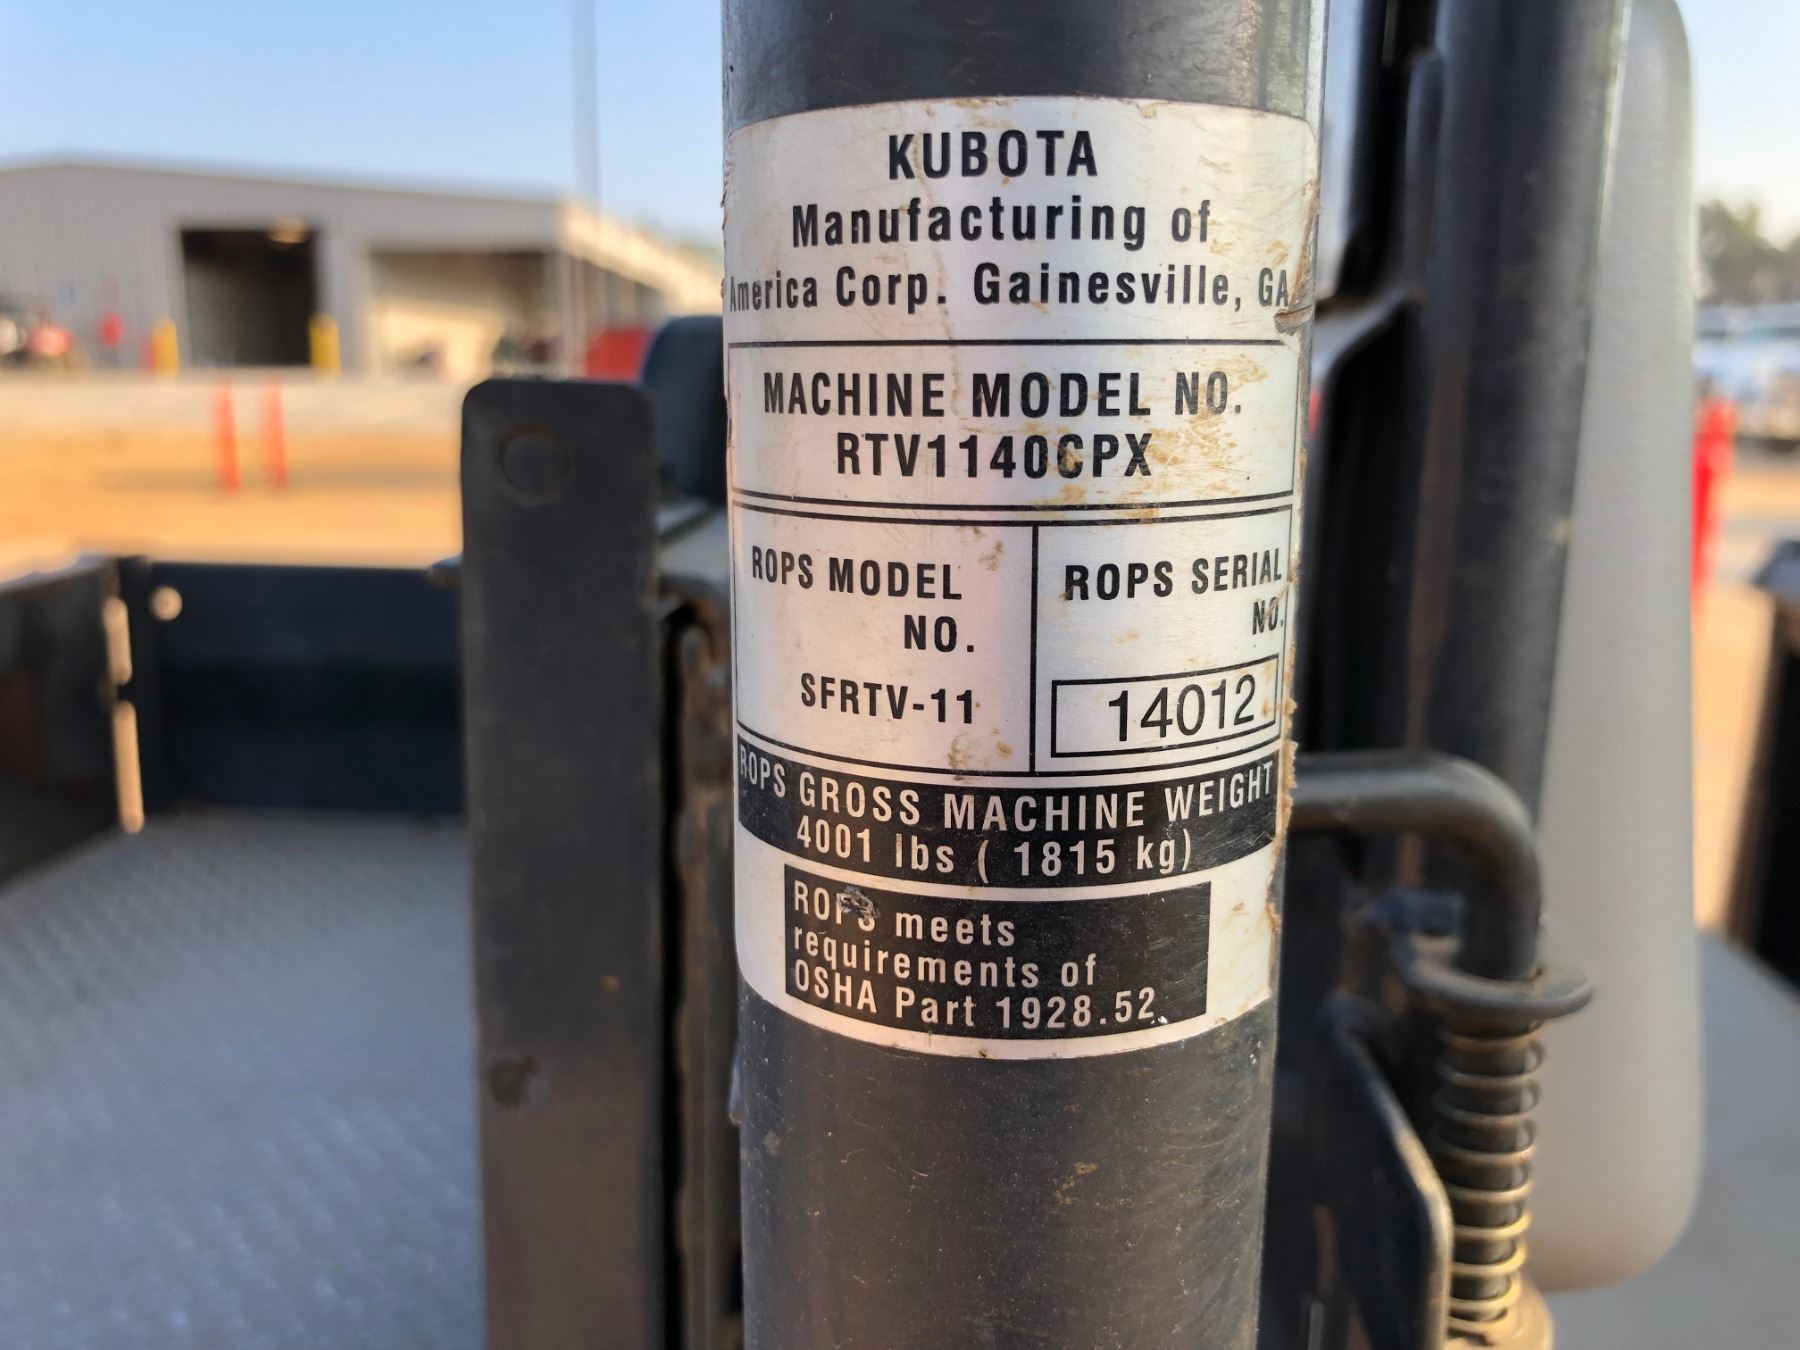 KUBOTA
Manufacturing of
America Corp. Gainesville, GA
MACHINE MODEL NO.
RTV1140CPX
ROPS MODEL
NO.
SFRTV-11
ROPS SERIAL
NO.
14012
ROPS GROSS MACHINE WEIGHT
4001 lbs ( 1815 kg)
ROPS meets
requirements of
OSHA Part 1928.52